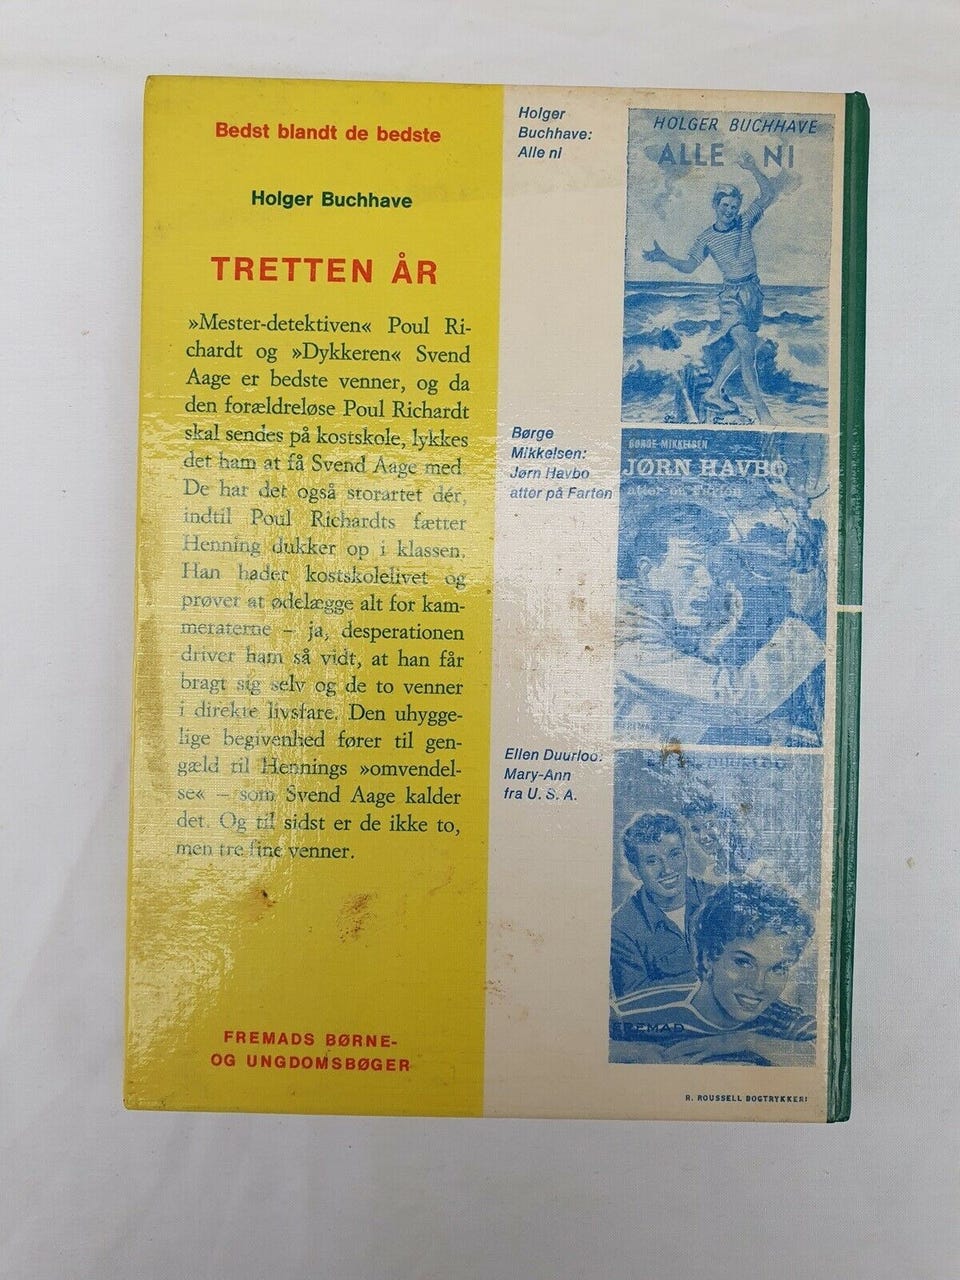 Bedst blandt de bedste
Holger Buchhave
TRETTEN ÅR
»Mester-detektiven« Poul Ri-
chardt og »Dykkeren« Svend
Aage er bedste venner, og da
den forældreløse Poul Richardt
skal sendes på kostskole, lykkes
det ham at få Svend Aage med.
De har det også storartet dér,
indtil Poul Richardts fætter
Henning dukker op i klassen.
Han hader kostskolelivet og
prøver at ødelægge alt for kam-
meraterne – ja, desperationen
driver ham så vidt, at han får
bragt sig selv og de to venner
i direkte livsfare. Den uhygge-
lige begivenhed fører til gen-
gæld til Hennings »omvendel-
se« – som Svend Aage kalder
det. Og til sidst er de ikke to,
men tre fine venner.
FREMADS BØRNE-
OG UNGDOMSBØGER
Holger
Buchhave:
Alle ni
HOLGER BUCHHAVE
ALLE NI
Børge
Mikkelsen:
Jørn Havbo
atter på Farten
BØRGE MIKKELSEN
JØRN HAVBO
atter på Farten
Ellen Duurloo:
Mary-Ann
fra U. S. A.
FREMAD
R. ROUSSELL BOGTRYKKERI